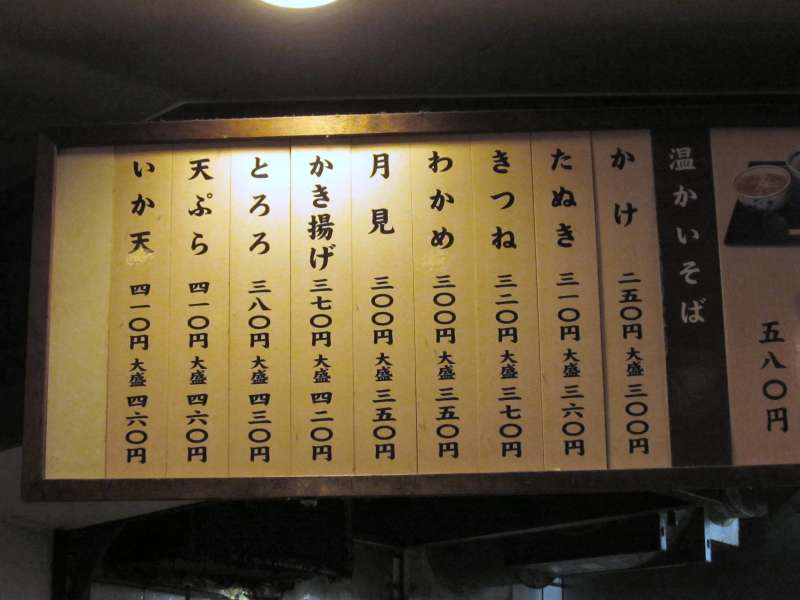 五八〇円
温かいそば
かけ 二五〇円 大盛 三〇〇円
たぬき 三一〇円 大盛 三六〇円
きつね 三二〇円 大盛 三七〇円
わかめ 三〇〇円 大盛 三五〇円
月見 三〇〇円 大盛 三五〇円
かき揚げ 三七〇円 大盛 四二〇円
とろろ 三八〇円 大盛 四三〇円
天ぷら 四一〇円 大盛 四六〇円
いか天 四一〇円 大盛 四六〇円